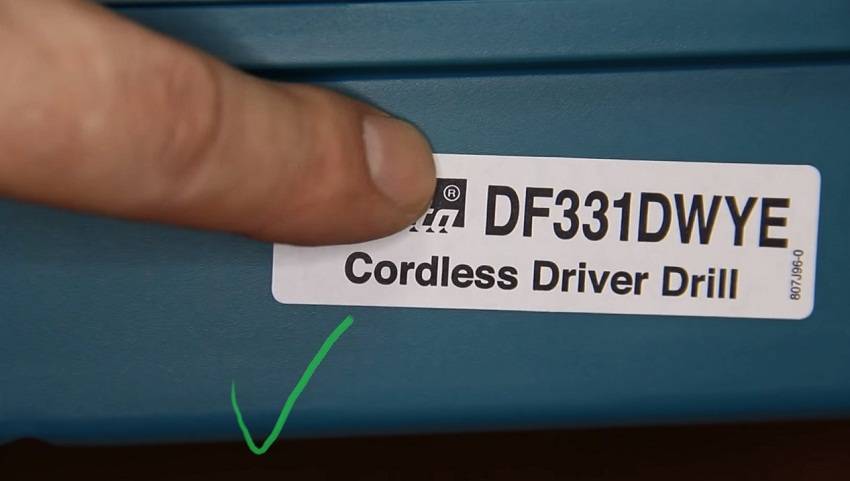 ® DF331DWYE
Cordless Driver Drill
807J96-0